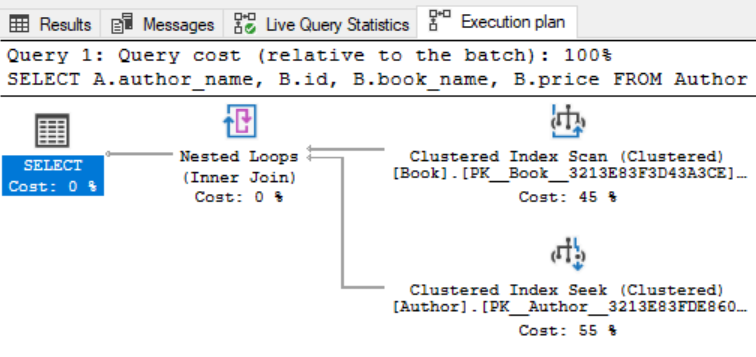 Results Messages Live Query Statistics Execution plan
Query 1: Query cost (relative to the batch): 100%
SELECT A.author_name, B.id, B.book_name, B.price FROM Author
SELECT
Cost: 0 %
Nested Loops
(Inner Join)
Cost: 0 %
Clustered Index Scan (Clustered)
[Book].[PK__Book__3213E83F3D43A3CE]…
Cost: 45 %
Clustered Index Seek (Clustered)
[Author].[PK__Author__3213E83FDE860…
Cost: 55 %